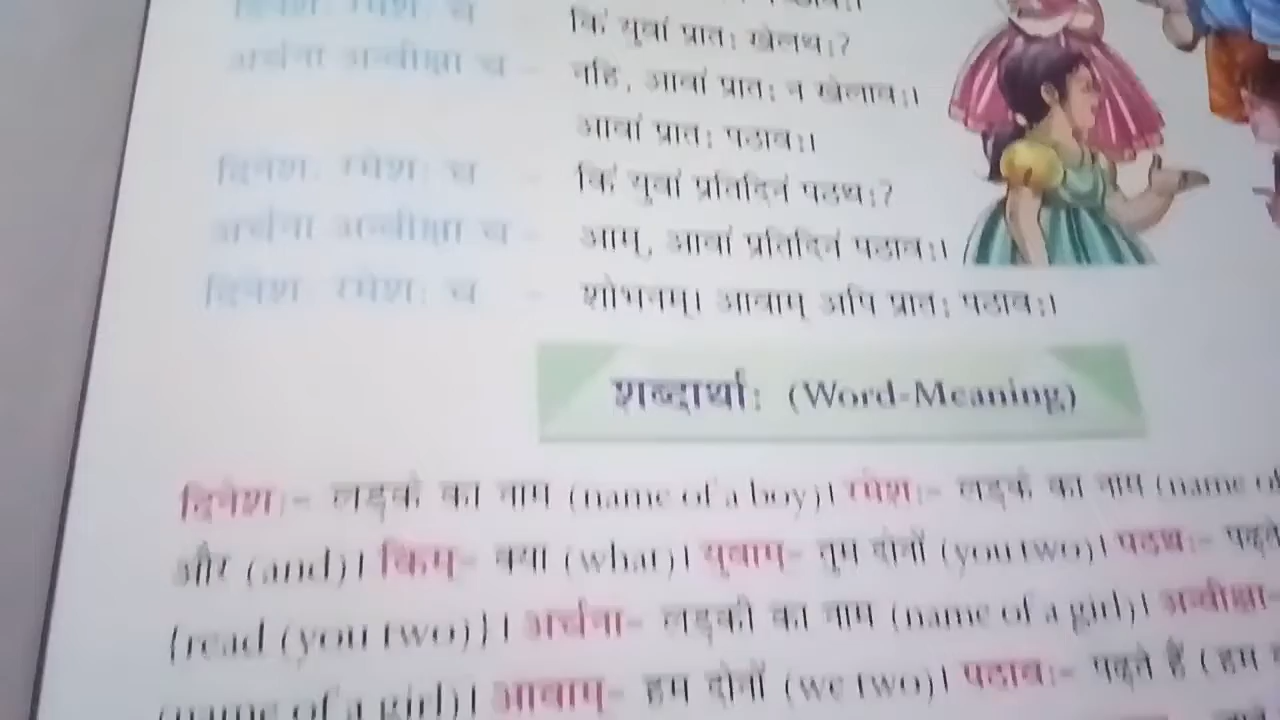 दिनेशः रमेशः च
किं युवां प्रातः खेलथः?
अर्चना अन्वीक्षा च - नहि, आवां प्रातः न खेलावः।
आवां प्रातः पठावः।
दिनेशः रमेशः च - किं युवां प्रतिदिनं पठथः?
अर्चना अन्वीक्षा च - आम्, आवां प्रतिदिनं पठावः।
दिनेशः रमेशः च - शोभनम्। आवाम् अपि प्रातः पठावः।
शब्दार्थाः (Word-Meaning)
दिनेशः- लड़के का नाम (name of a boy)। रमेशः- लड़के का नाम (name of
और (and)। किम्- क्या (what)। युवाम्- तुम दोनों (you two)। पठथः- पढ़ते
{read (you two)}। अर्चना- लड़की का नाम (name of a girl)। अन्वीक्षा-
(name of a girl)। आवाम्- हम दोनों (we two)। पठावः- पढ़ते हैं (हम